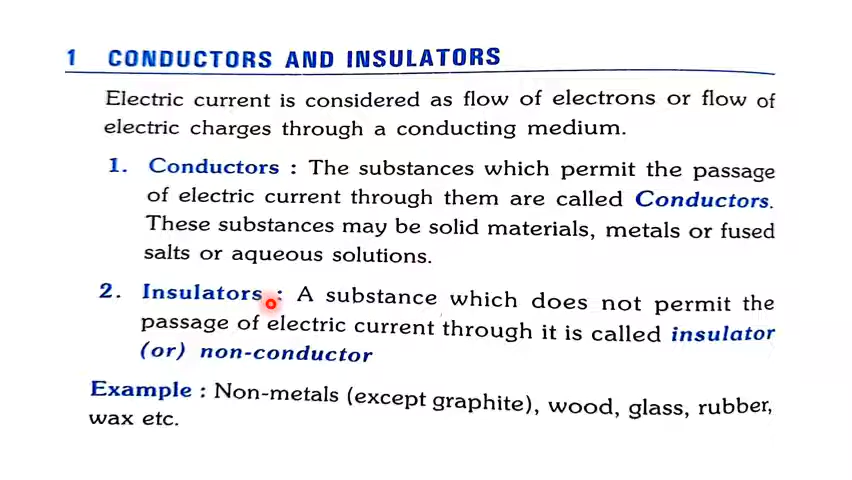 1 CONDUCTORS AND INSULATORS
Electric current is considered as flow of electrons or flow of
electric charges through a conducting medium.
1. Conductors : The substances which permit the passage
of electric current through them are called Conductors.
These substances may be solid materials, metals or fused
salts or aqueous solutions.
2. Insulators : A substance which does not permit the
passage of electric current through it is called insulator
(or) non-conductor
Example : Non-metals (except graphite), wood, glass, rubber,
wax etc.